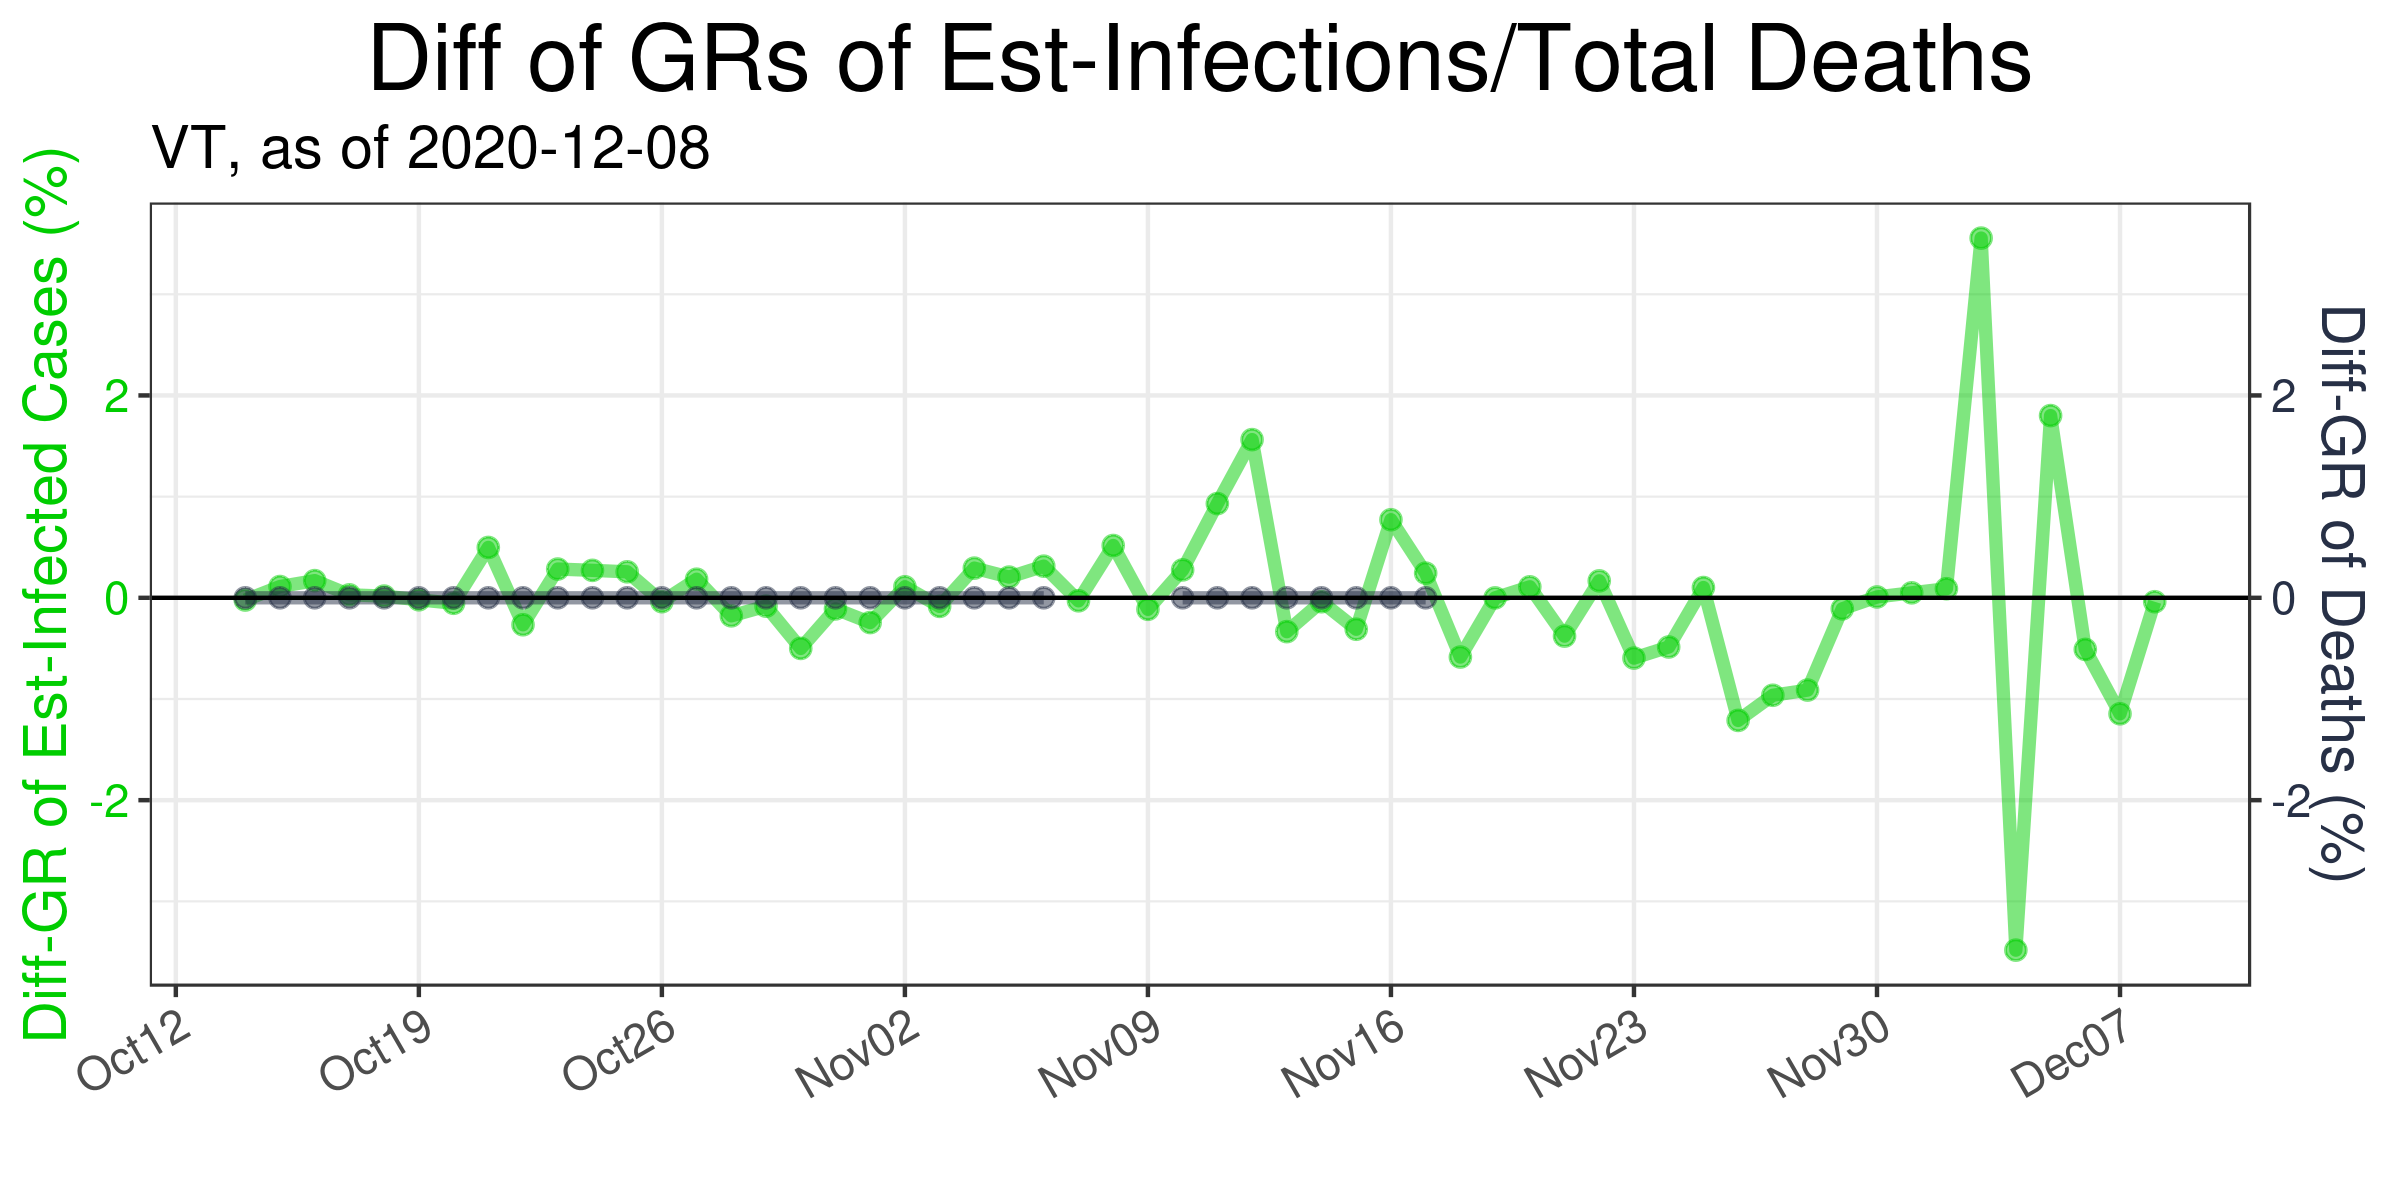 Diff of GRs of Est-Infections/Total Deaths
VT, as of 2020-12-08
Diff-GR of Est-Infected Cases (%)
2
0
-2
2
0
-2
Diff-GR of Deaths (%)
Oct12
Oct19
Oct26
Nov02
Nov09
Nov16
Nov23
Nov30
Dec07